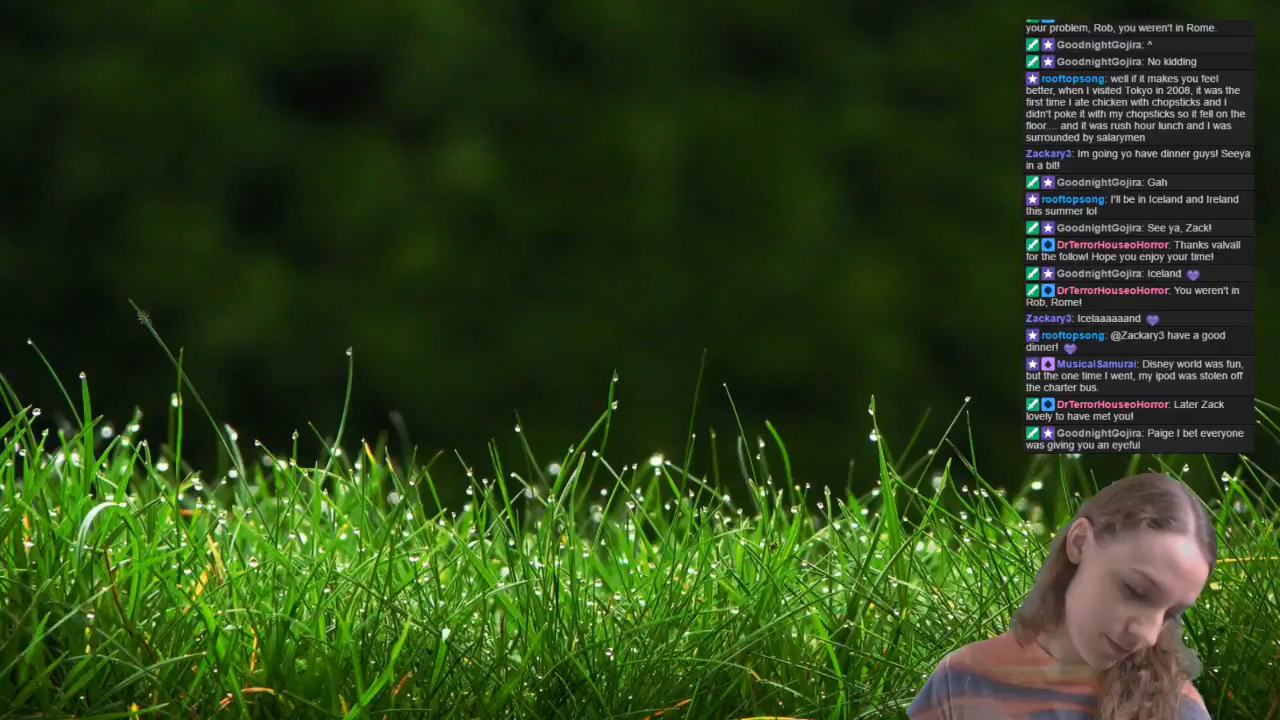 your problem, Rob, you weren't in Rome.
GoodnightGojira: ^
GoodnightGojira: No kidding
rooftopsong: well if it makes you feel
better, when I visited Tokyo in 2008, it was the
first time I ate chicken with chopsticks and I
didn't poke it with my chopsticks so it fell on the
floor.... and it was rush hour lunch and I was
surrounded by salarymen
Zackary3: Im going yo have dinner guys! Seeya
in a bit!
GoodnightGojira: Gah
rooftopsong: I'll be in Iceland and Ireland
this summer lol
GoodnightGojira: See ya, Zack!
DrTerrorHouseoHorror: Thanks valvall
for the follow! Hope you enjoy your time!
GoodnightGojira: Iceland
DrTerrorHouseoHorror: You weren't in
Rob, Rome!
Zackary3: Icelaaaaaand
rooftopsong: @Zackary3 have a good
dinner!
MusicalSamurai: Disney world was fun,
but the one time I went, my ipod was stolen off
the charter bus.
DrTerrorHouseoHorror: Later Zack
lovely to have met you!
GoodnightGojira: Paige I bet everyone
was giving you an eyeful